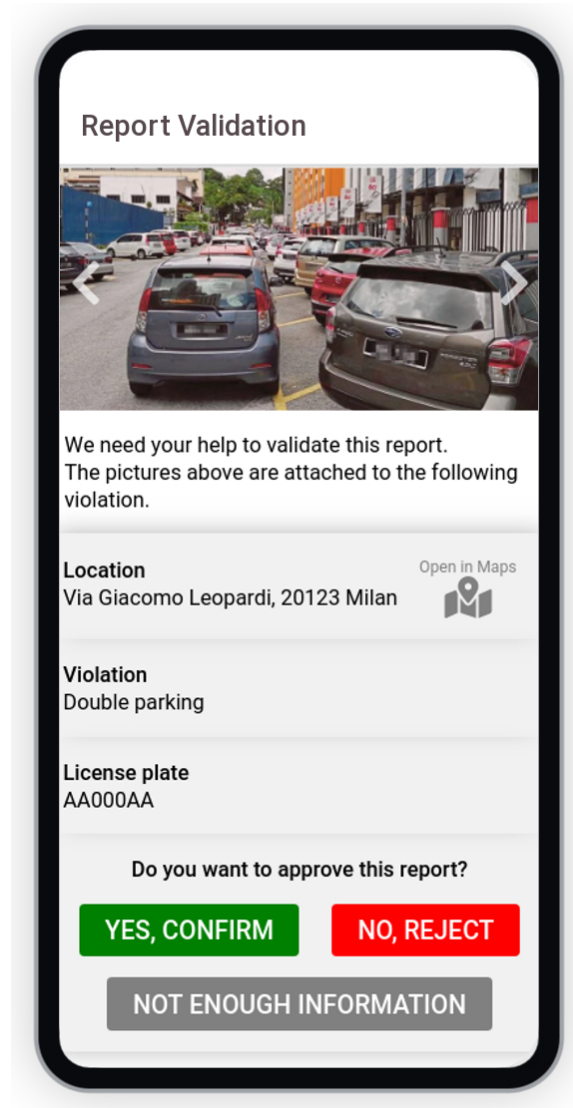 Report Validation
We need your help to validate this report.
The pictures above are attached to the following
violation.
Location
Open in Maps
Via Giacomo Leopardi, 20123 Milan
Violation
Double parking
License plate
AA000AA
Do you want to approve this report?
YES, CONFIRM
NO, REJECT
NOT ENOUGH INFORMATION